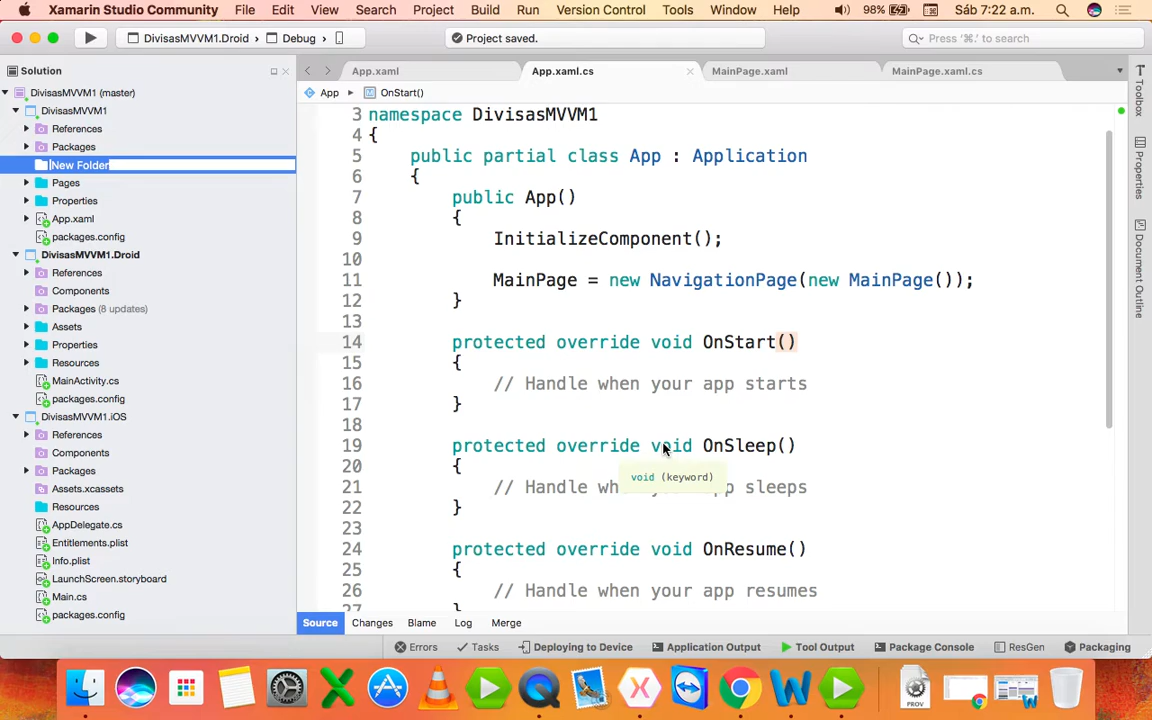 Xamarin Studio Community File Edit View Search Project Build Run Version Control Tools Window Help 98% Sáb 7:22 a.m.
DivisasMVVM1.Droid Debug Project saved. Press '⌘.' to search
Solution App.xaml App.xaml.cs MainPage.xaml MainPage.xaml.cs
App OnStart()
DivisasMVVM1 (master)
DivisasMVVM1
References
Packages
New Folder
Pages
Properties
App.xaml
packages.config
DivisasMVVM1.Droid
References
Components
Packages (8 updates)
Assets
Properties
Resources
MainActivity.cs
packages.config
DivisasMVVM1.iOS
References
Components
Packages
Assets.xcassets
Resources
AppDelegate.cs
Entitlements.plist
Info.plist
LaunchScreen.storyboard
Main.cs
packages.config
3 namespace DivisasMVVM1
4 {
5 public partial class App : Application
6 {
7 public App()
8 {
9 InitializeComponent();
10
11 MainPage = new NavigationPage(new MainPage());
12 }
13
14 protected override void OnStart()
15 {
16 // Handle when your app starts
17 }
18
19 protected override void OnSleep()
20 {
void (keyword)
21 // Handle wh app sleeps
22 }
23
24 protected override void OnResume()
25 {
26 // Handle when your app resumes
27 }
Toolbox
Properties
Document Outline
Source Changes Blame Log Merge
Errors Tasks Deploying to Device Application Output Tool Output Package Console ResGen Packaging
PROV